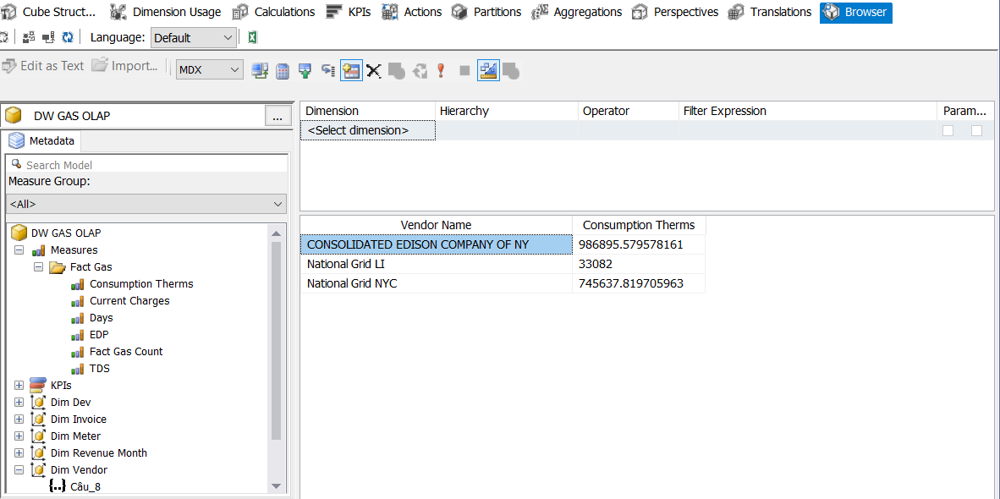 Cube Struct... Dimension Usage Calculations KPIs Actions Partitions Aggregations Perspectives Translations Browser
Language: Default
Edit as Text Import... MDX
DW GAS OLAP ...
Metadata
Search Model
Measure Group:
<All>
DW GAS OLAP
Measures
Fact Gas
Consumption Therms
Current Charges
Days
EDP
Fact Gas Count
TDS
KPIs
Dim Dev
Dim Invoice
Dim Meter
Dim Revenue Month
Dim Vendor
Câu_8
Dimension Hierarchy Operator Filter Expression Param...
<Select dimension>
Vendor Name Consumption Therms
CONSOLIDATED EDISON COMPANY OF NY 986895.579578161
National Grid LI 33082
National Grid NYC 745637.819705963